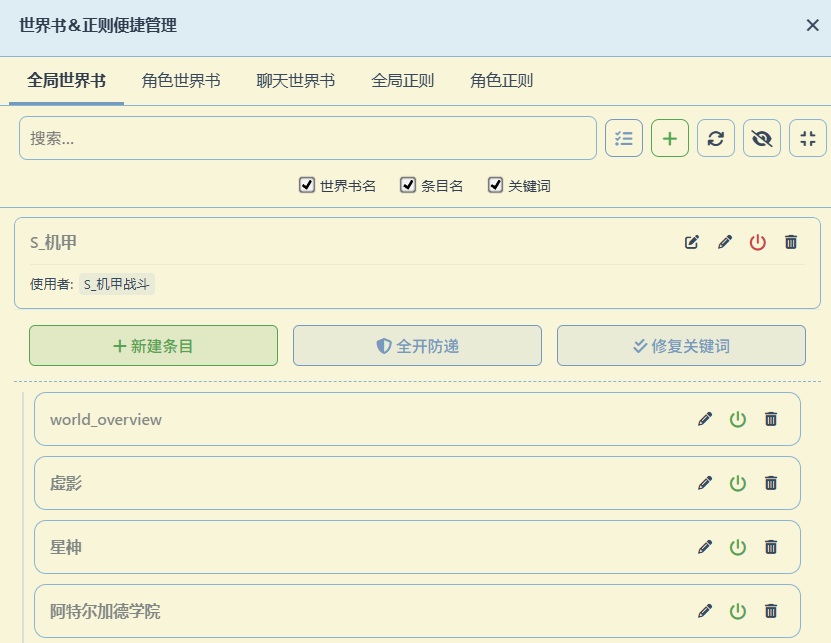 世界书&正则便捷管理
全局世界书 角色世界书 聊天世界书 全局正则 角色正则
搜索...
世界书名 条目名 关键词
S_机甲
使用者: S_机甲战斗
新建条目 全开防递 修复关键词
world_overview
虚影
星神
阿特尔加德学院